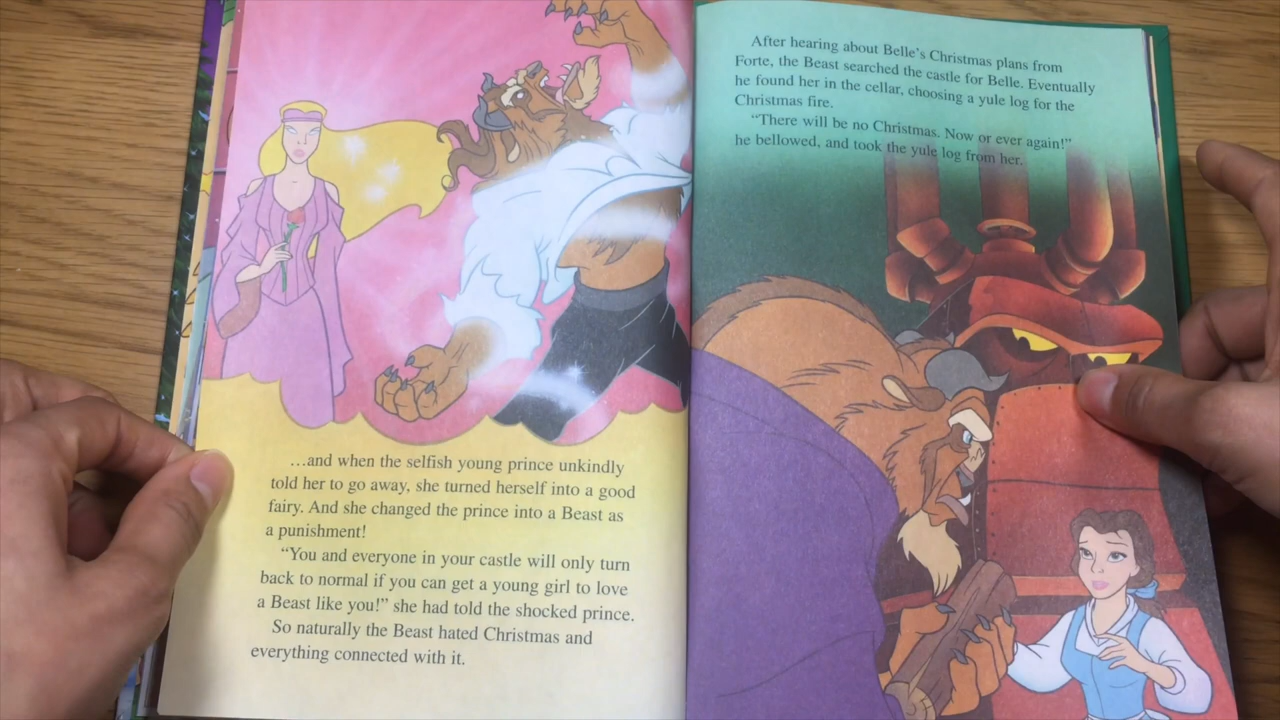 …and when the selfish young prince unkindly
told her to go away, she turned herself into a good
fairy. And she changed the prince into a Beast as
a punishment!
“You and everyone in your castle will only turn
back to normal if you can get a young girl to love
a Beast like you!” she had told the shocked prince.
So naturally the Beast hated Christmas and
everything connected with it.
After hearing about Belle’s Christmas plans from
Forte, the Beast searched the castle for Belle. Eventually
he found her in the cellar, choosing a yule log for the
Christmas fire.
“There will be no Christmas. Now or ever again!”
he bellowed, and took the yule log from her.